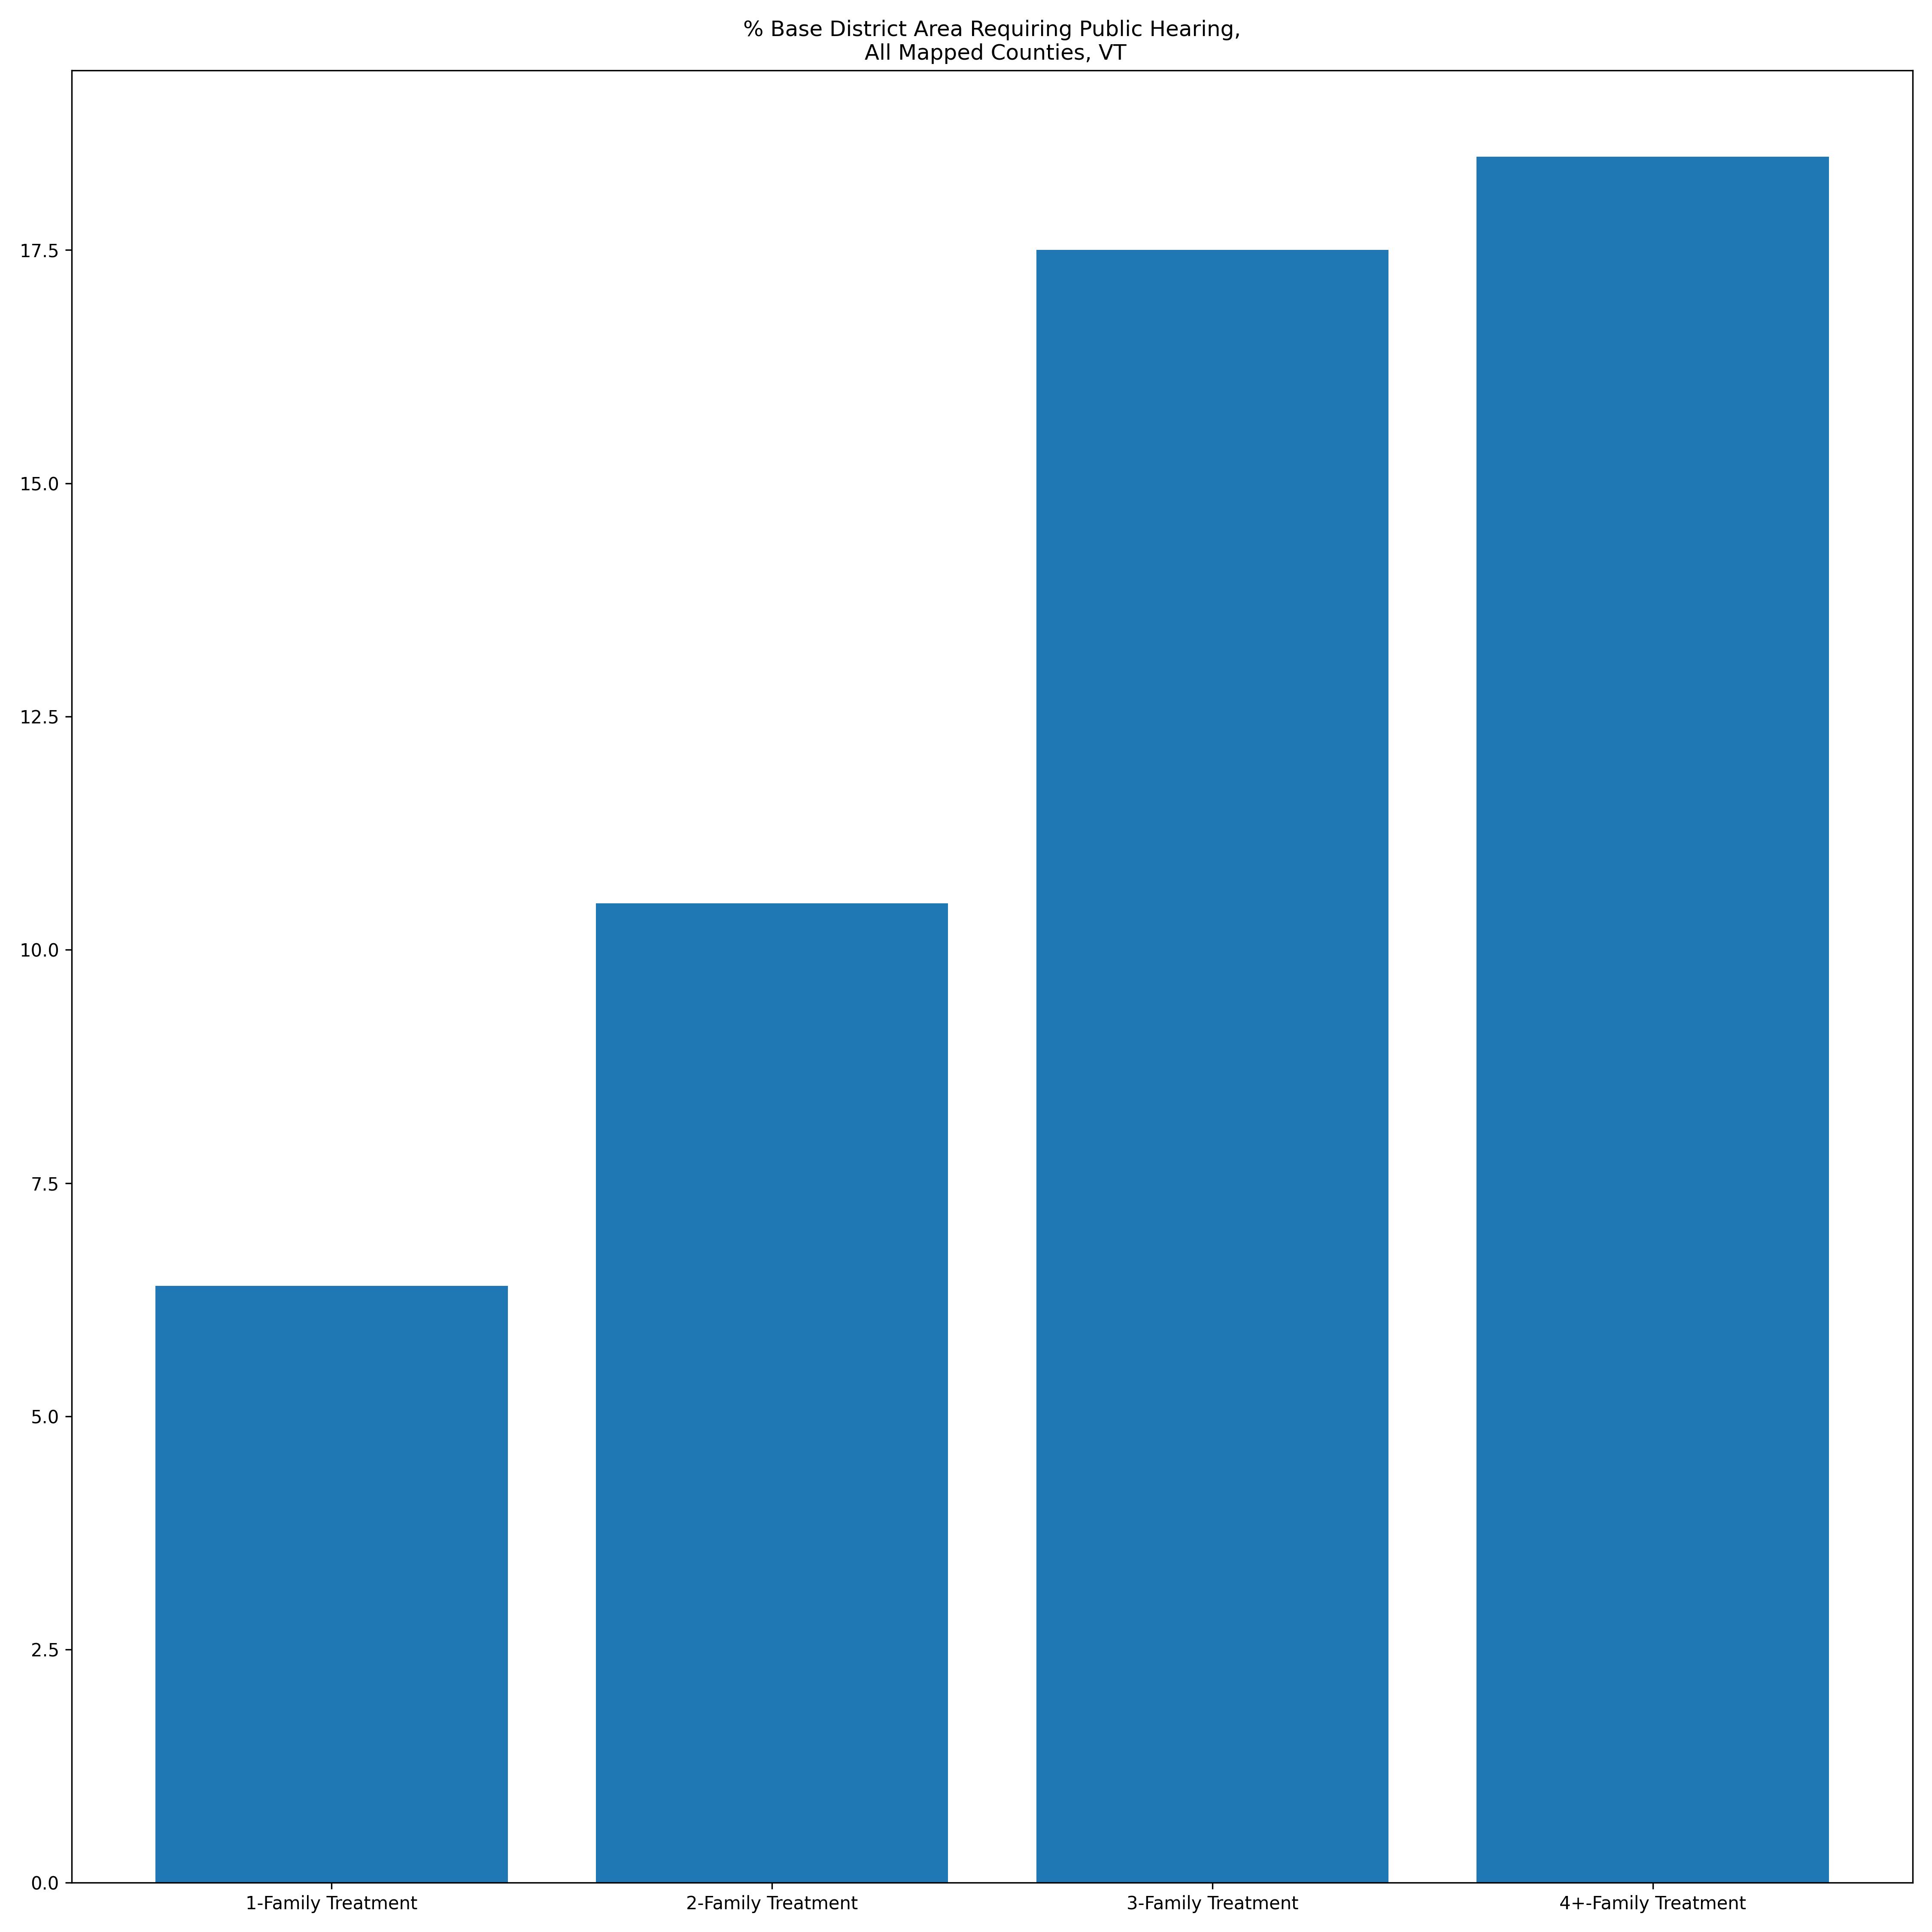 % Base District Area Requiring Public Hearing,
All Mapped Counties, VT
17.5
15.0
12.5
10.0
7.5
5.0
2.5
0.0
1-Family Treatment
2-Family Treatment
3-Family Treatment
4+-Family Treatment